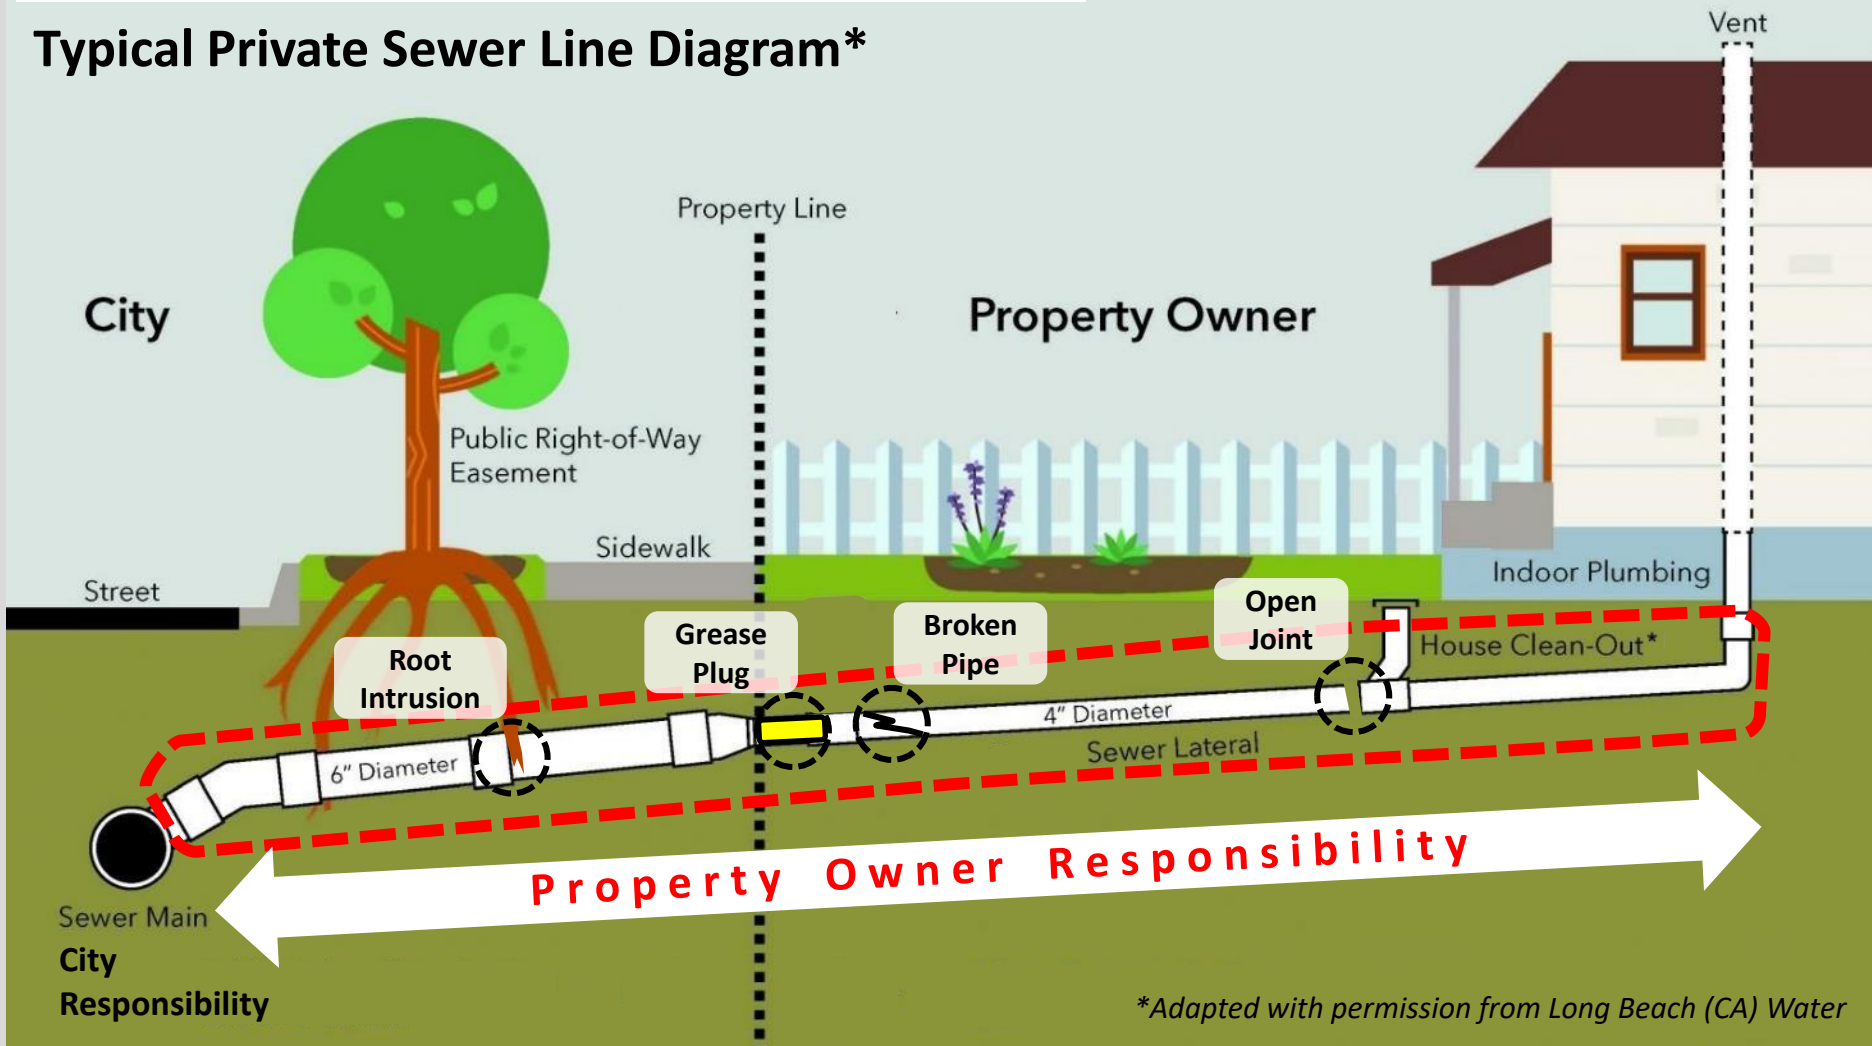 Typical Private Sewer Line Diagram*
Vent
Property Line
City
Property Owner
Public Right-of-Way
Easement
Sidewalk
Street
Indoor Plumbing
Root
Intrusion
Grease
Plug
Broken
Pipe
Open
Joint
House Clean-Out*
6” Diameter
4” Diameter
Sewer Lateral
Property Owner Responsibility
Sewer Main
City
Responsibility
*Adapted with permission from Long Beach (CA) Water